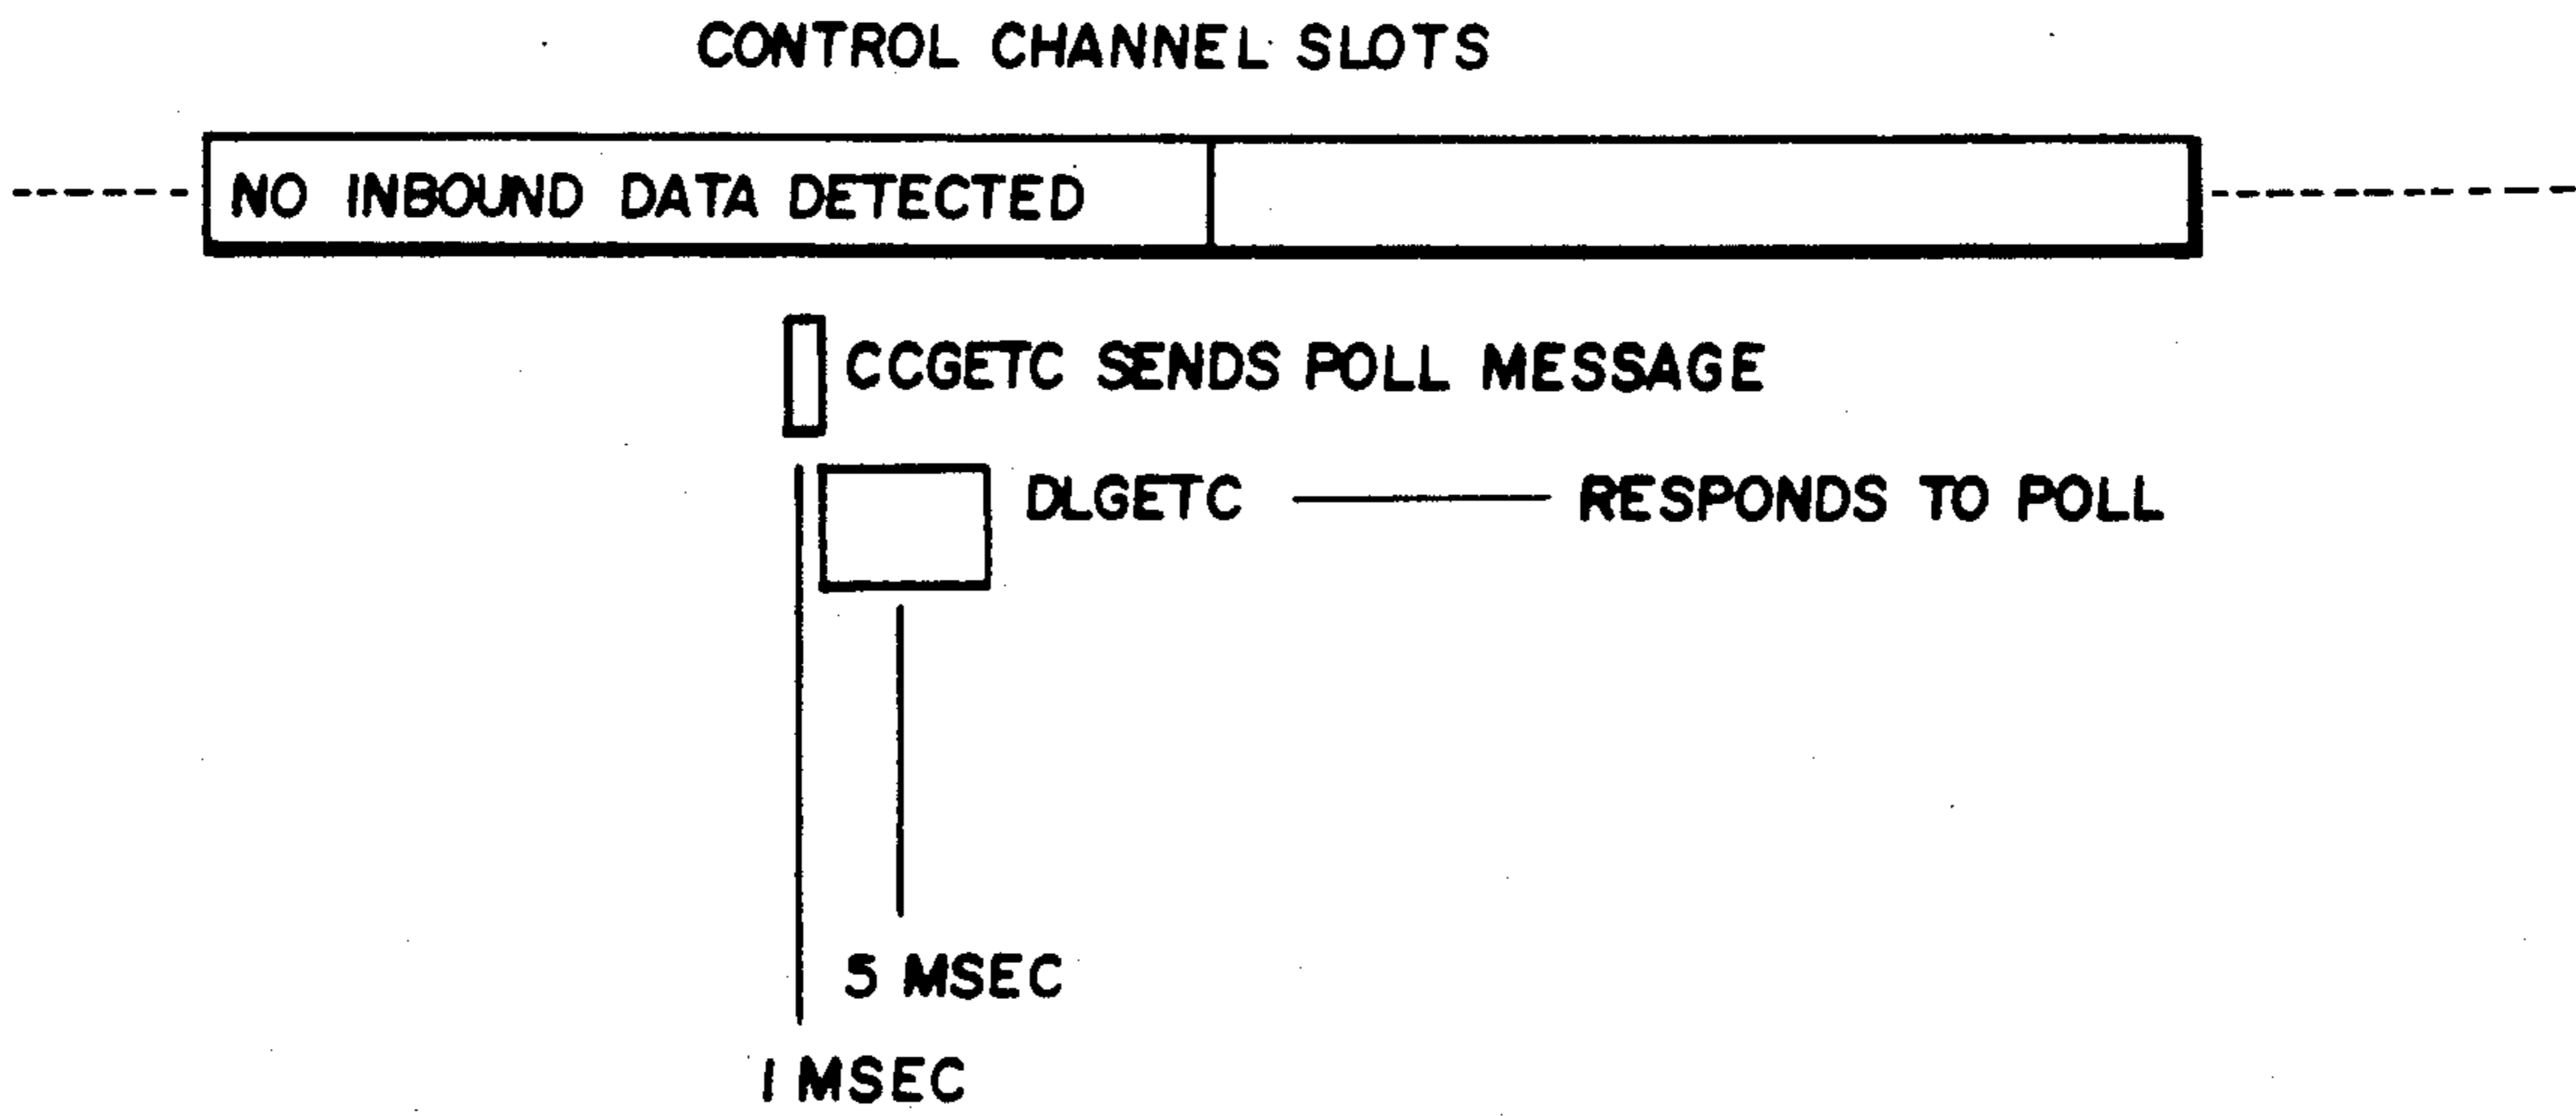 CONTROL CHANNEL SLOTS
NO INBOUND DATA DETECTED
CCGETC SENDS POLL MESSAGE
DLGETC —— RESPONDS TO POLL
5 MSEC
1 MSEC